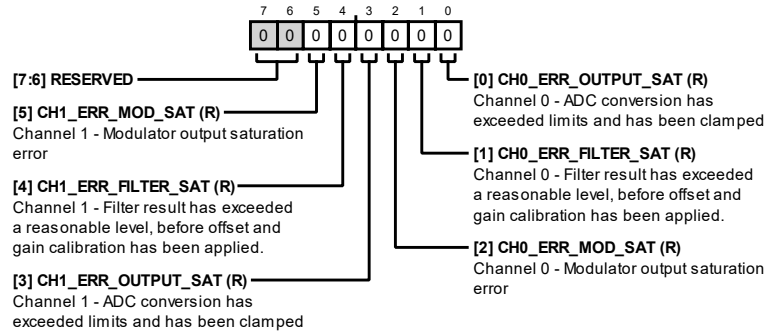 7 6 5 4 3 2 1 0
0 0 0 0 0 0 0 0
[7:6] RESERVED
[5] CH1_ERR_MOD_SAT (R)
Channel 1 - Modulator output saturation
error
[4] CH1_ERR_FILTER_SAT (R)
Channel 1 - Filter result has exceeded
a reasonable level, before offset and
gain calibration has been applied.
[3] CH1_ERR_OUTPUT_SAT (R)
Channel 1 - ADC conversion has
exceeded limits and has been clamped
[0] CH0_ERR_OUTPUT_SAT (R)
Channel 0 - ADC conversion has
exceeded limits and has been clamped
[1] CH0_ERR_FILTER_SAT (R)
Channel 0 - Filter result has exceeded
a reasonable level, before offset and
gain calibration has been applied.
[2] CH0_ERR_MOD_SAT (R)
Channel 0 - Modulator output saturation
error